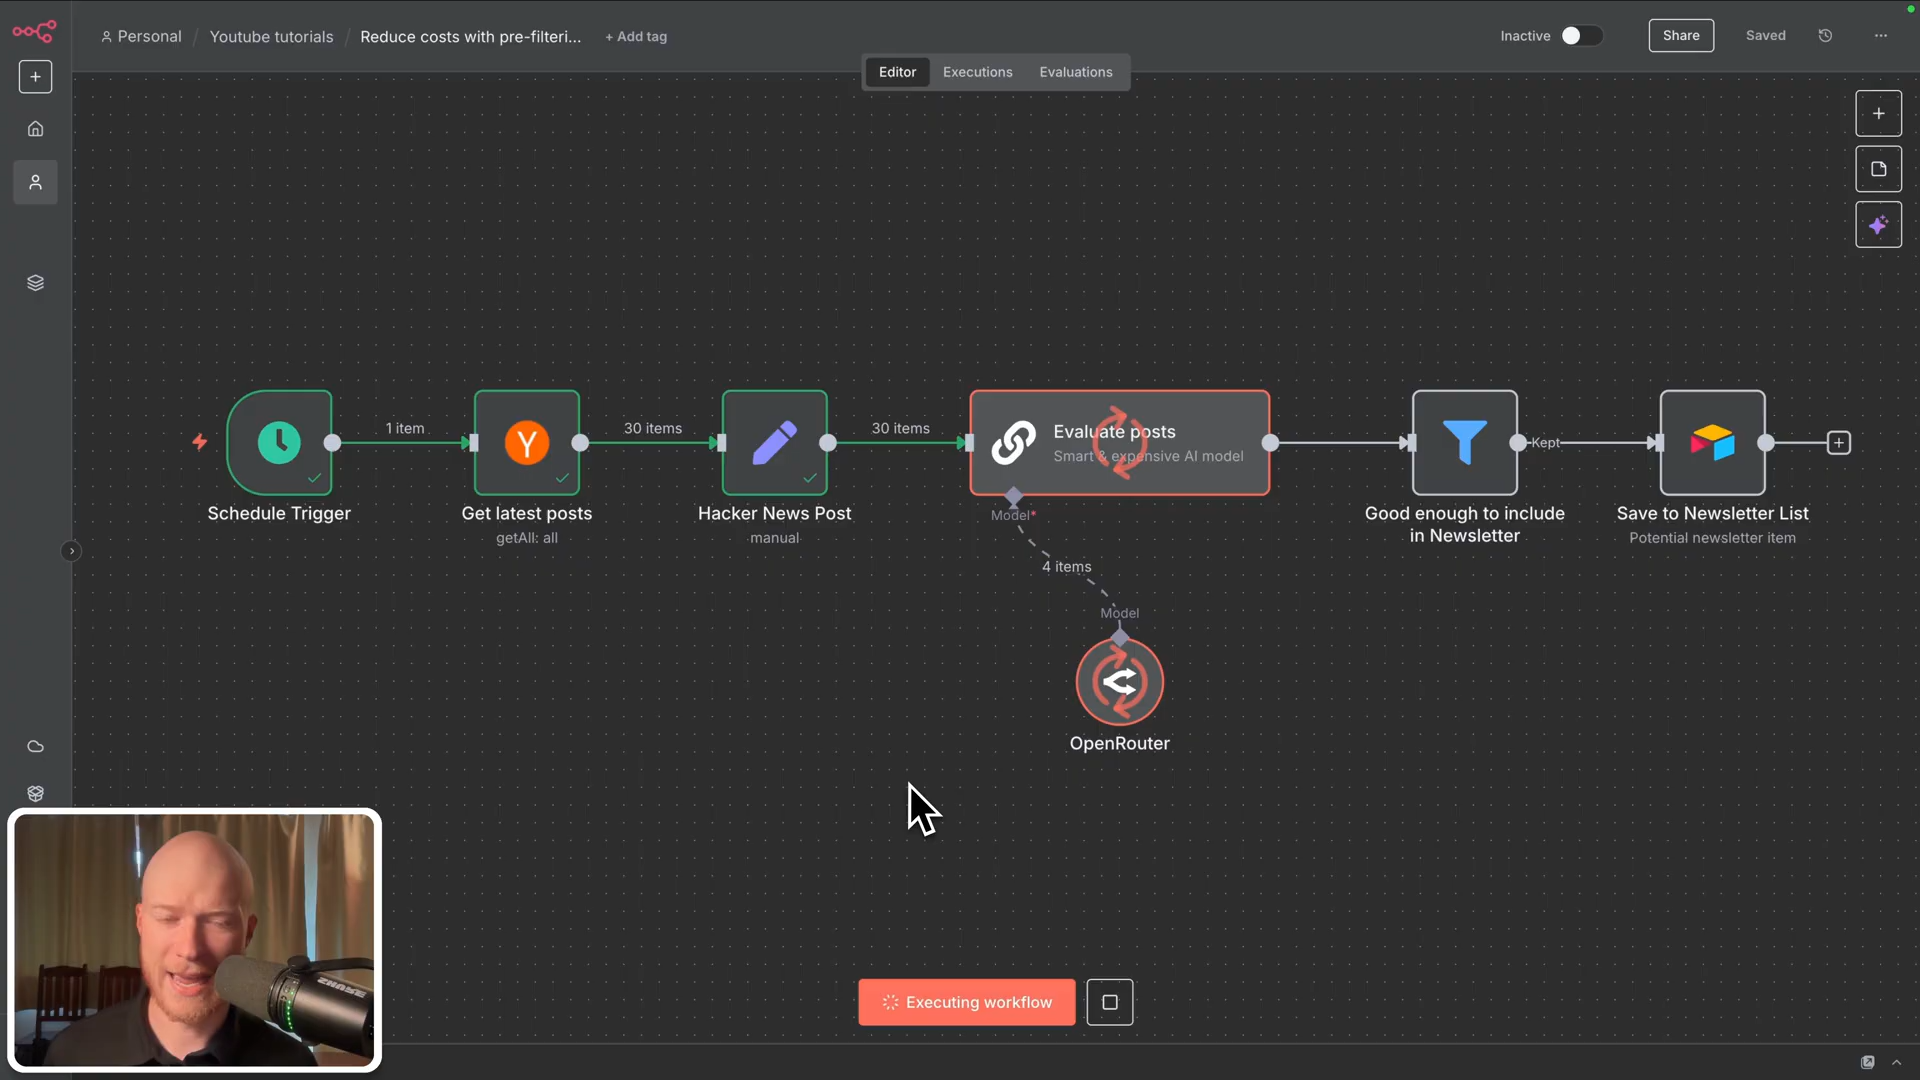 Personal / Youtube tutorials / Reduce costs with pre-filteri... + Add tag
Inactive
Share
Saved
Editor
Executions
Evaluations
1 item
30 items
30 items
Evaluate posts
Smart & expensive AI model
Kept
Schedule Trigger
Get latest posts
getAll: all
Hacker News Post
manual
Model*
Good enough to include
in Newsletter
Save to Newsletter List
Potential newsletter item
4 items
Model
OpenRouter
Executing workflow